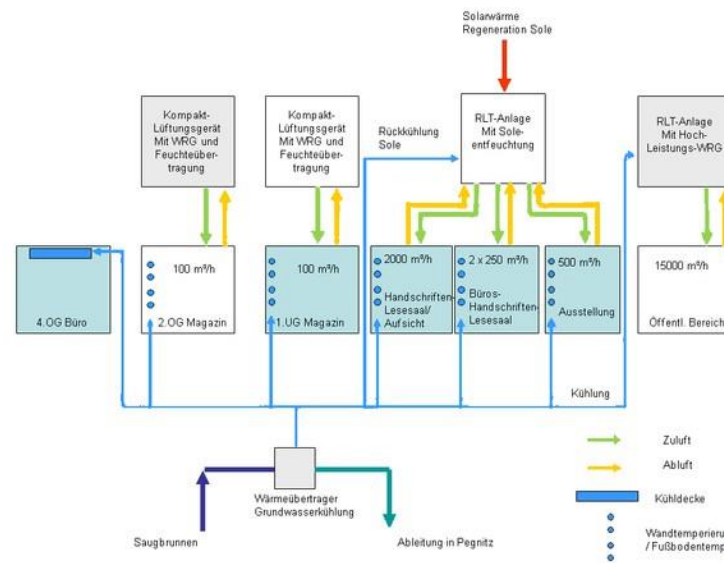 Solarwärme
Regeneration Sole
Kompakt-
Lüftungsgerät
Mit WRG und
Feuchteüber-
tragung
Kompakt-
Lüftungsgerät
Mit WRG und
Feuchteüber-
tragung
Rückkühlung
Sole
RLT-Anlage
Mit Sole-
entfeuchtung
RLT-Anlage
Mit Hoch-
Leistungs-WRG
4.OG Büro
100 m³/h
2.OG Magazin
100 m³/h
1.UG Magazin
2000 m³/h
Handschriften-
Lesesaal/
Aufsicht
2 x 250 m³/h
Büros-
Handschriften-
Lesesaal
500 m³/h
Ausstellung
15000 m³/h
Öffentl. Bereich
Kühlung
Wärmeübertrager
Grundwasserkühlung
Saugbrunnen
Ableitung in Pegnitz
Zuluft
Abluft
Kühldecke
Wandtemperieru
/ Fußbodentemp